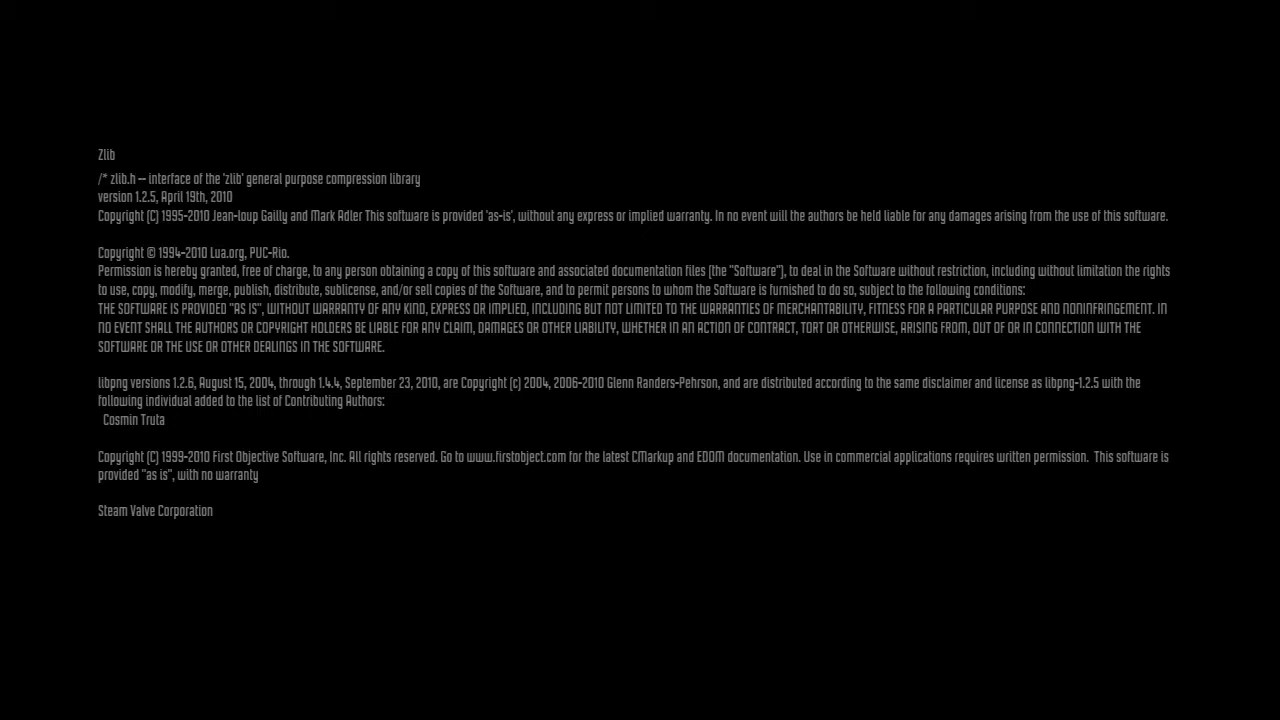 Zlib
/* zlib.h -- interface of the 'zlib' general purpose compression library
version 1.2.5, April 19th, 2010
Copyright (C) 1995-2010 Jean-loup Gailly and Mark Adler This software is provided 'as-is', without any express or implied warranty. In no event will the authors be held liable for any damages arising from the use of this software.
Copyright © 1994-2010 Lua.org, PUC-Rio.
Permission is hereby granted, free of charge, to any person obtaining a copy of this software and associated documentation files (the "Software"), to deal in the Software without restriction, including without limitation the rights
to use, copy, modify, merge, publish, distribute, sublicense, and/or sell copies of the Software, and to permit persons to whom the Software is furnished to do so, subject to the following conditions:
THE SOFTWARE IS PROVIDED "AS IS", WITHOUT WARRANTY OF ANY KIND, EXPRESS OR IMPLIED, INCLUDING BUT NOT LIMITED TO THE WARRANTIES OF MERCHANTABILITY, FITNESS FOR A PARTICULAR PURPOSE AND NONINFRINGEMENT. IN
NO EVENT SHALL THE AUTHORS OR COPYRIGHT HOLDERS BE LIABLE FOR ANY CLAIM, DAMAGES OR OTHER LIABILITY, WHETHER IN AN ACTION OF CONTRACT, TORT OR OTHERWISE, ARISING FROM, OUT OF OR IN CONNECTION WITH THE
SOFTWARE OR THE USE OR OTHER DEALINGS IN THE SOFTWARE.
libpng versions 1.2.6, August 15, 2004, through 1.4.4, September 23, 2010, are Copyright (c) 2004, 2006-2010 Glenn Randers-Pehrson, and are distributed according to the same disclaimer and license as libpng-1.2.5 with the
following individual added to the list of Contributing Authors:
Cosmin Truta
Copyright (C) 1999-2010 First Objective Software, Inc. All rights reserved. Go to www.firstobject.com for the latest CMarkup and EDOM documentation. Use in commercial applications requires written permission.  This software is
provided "as is", with no warranty
Steam Valve Corporation